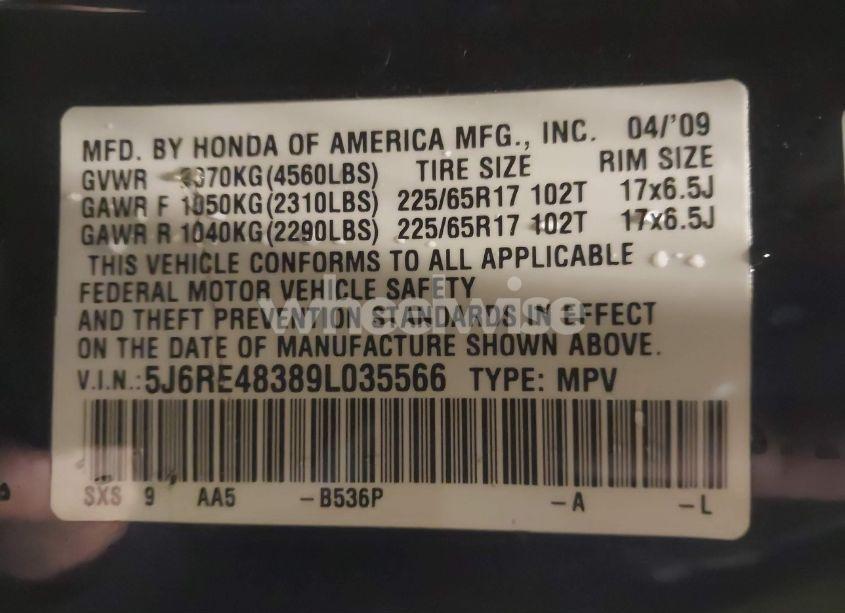 MFD. BY HONDA OF AMERICA MFG., INC. 04/'09
GVWR 2070KG(4560LBS) TIRE SIZE RIM SIZE
GAWR F 1050KG(2310LBS) 225/65R17 102T 17x6.5J
GAWR R 1040KG(2290LBS) 225/65R17 102T 17x6.5J
THIS VEHICLE CONFORMS TO ALL APPLICABLE
FEDERAL MOTOR VEHICLE SAFETY
AND THEFT PREVENTION STANDARDS IN EFFECT
ON THE DATE OF MANUFACTURE SHOWN ABOVE.
V.I.N.:5J6RE48389L035566 TYPE: MPV
SXS 9 AA5 -B536P -A -L
wheelwise